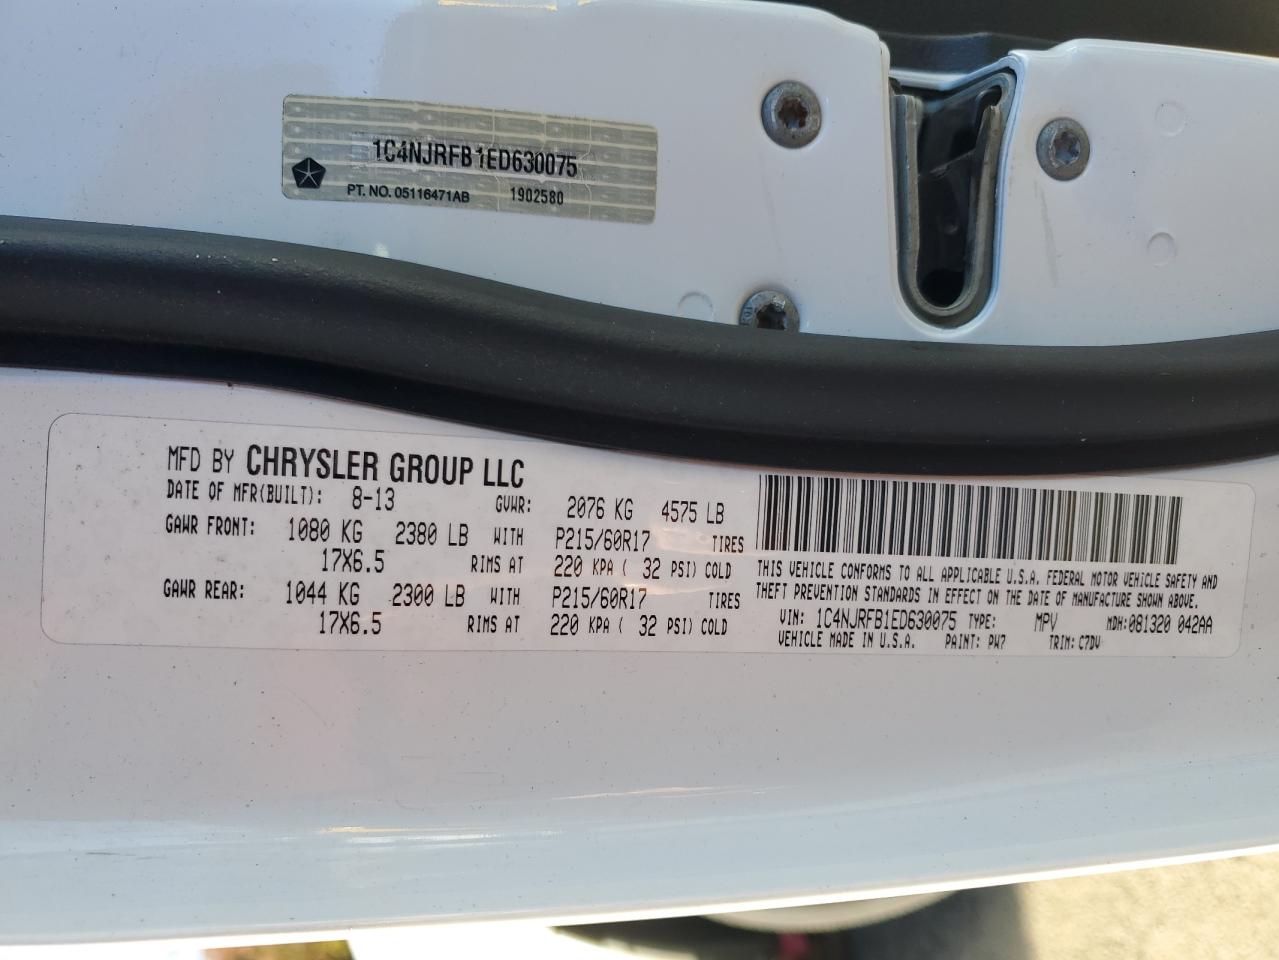 1C4NJRFB1ED630075
PT. NO. 05116471AB 1902580
MFD BY CHRYSLER GROUP LLC
DATE OF MFR(BUILT): 8-13 GVWR: 2076 KG 4575 LB
GAWR FRONT: 1080 KG 2380 LB WITH P215/60R17 TIRES
17X6.5 RIMS AT 220 KPA ( 32 PSI) COLD
GAWR REAR: 1044 KG 2300 LB WITH P215/60R17 TIRES
17X6.5 RIMS AT 220 KPA ( 32 PSI) COLD
THIS VEHICLE CONFORMS TO ALL APPLICABLE U.S.A. FEDERAL MOTOR VEHICLE SAFETY AND
THEFT PREVENTION STANDARDS IN EFFECT ON THE DATE OF MANUFACTURE SHOWN ABOVE.
VIN: 1C4NJRFB1ED630075 TYPE: MPV MDH: 081320 042AA
VEHICLE MADE IN U.S.A. PAINT: PW7 TRIM: C7DV